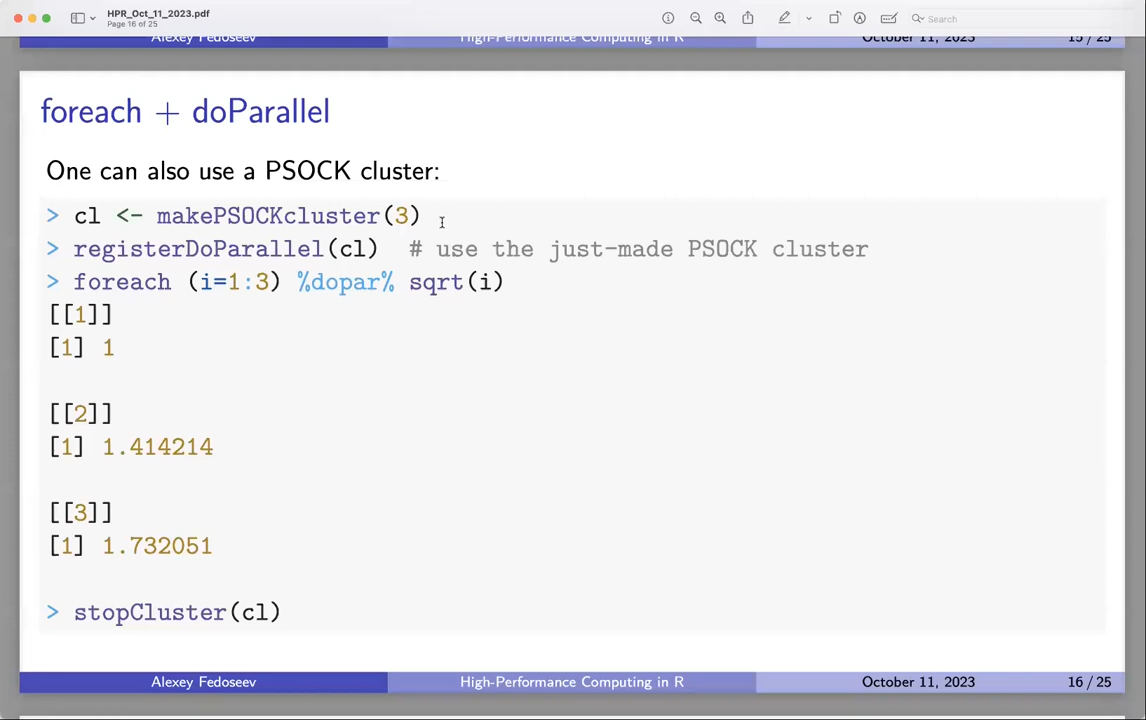 HPR_Oct_11_2023.pdf
Page 16 of 25
Search
Alexey Fedoseev High-Performance Computing in R October 11, 2023 15 / 25
foreach + doParallel
One can also use a PSOCK cluster:
> cl <- makePSOCKcluster(3)
> registerDoParallel(cl) # use the just-made PSOCK cluster
> foreach (i=1:3) %dopar% sqrt(i)
[[1]]
[1] 1
[[2]]
[1] 1.414214
[[3]]
[1] 1.732051
> stopCluster(cl)
Alexey Fedoseev High-Performance Computing in R October 11, 2023 16 / 25